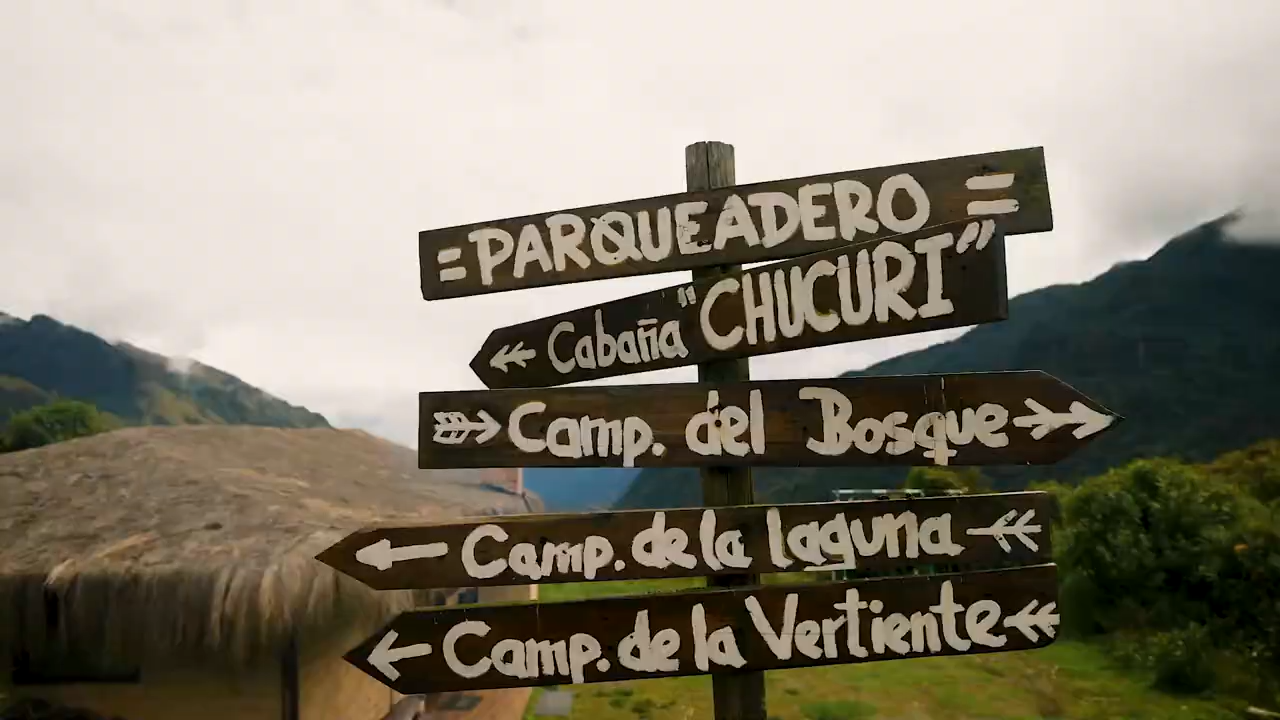 = PARQUEADERO =
Cabaña "CHUCURI"
Camp. del Bosque
Camp. de la laguna
Camp. de la Vertiente